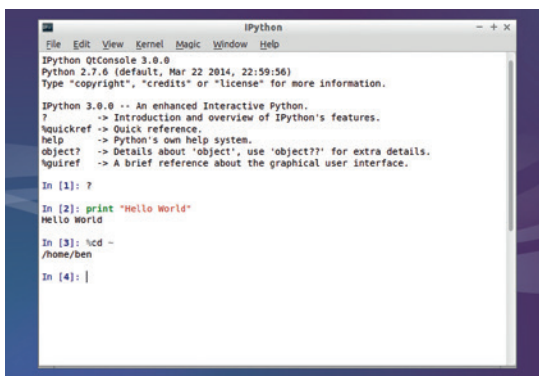 IPython
File Edit View Kernel Magic Window Help
IPython QtConsole 3.0.0
Python 2.7.6 (default, Mar 22 2014, 22:59:56)
Type "copyright", "credits" or "license" for more information.
IPython 3.0.0 -- An enhanced Interactive Python.
? -> Introduction and overview of IPython's features.
%quickref -> Quick reference.
help -> Python's own help system.
object? -> Details about 'object', use 'object??' for extra details.
%guiref -> A brief reference about the graphical user interface.
In [1]: ?
In [2]: print "Hello World"
Hello World
In [3]: %cd ~
/home/ben
In [4]: